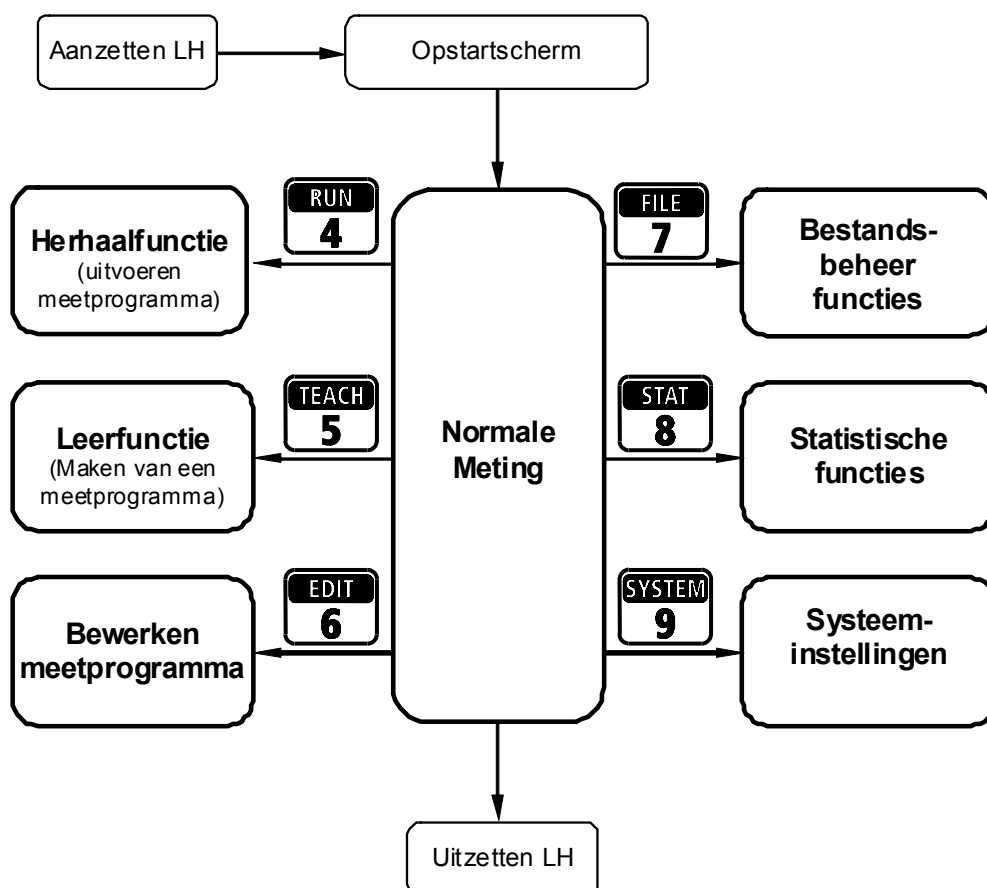 Aanzetten LH
Opstartscherm
RUN
4
FILE
7
Herhaalfunctie
(uitvoeren
meetprogramma)
Bestands-
beheer
functies
TEACH
5
STAT
8
Leerfunctie
(Maken van een
meetprogramma)
Normale
Meting
Statistische
functies
EDIT
6
SYSTEM
9
Bewerken
meetprogramma
Systeem-
instellingen
Uitzetten LH